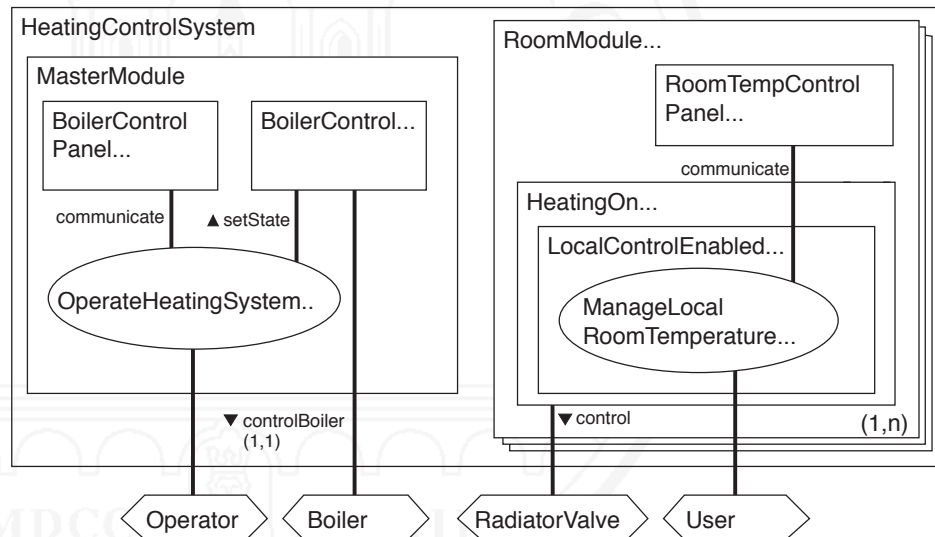 HeatingControlSystem
MasterModule
BoilerControl
Panel...
BoilerControl...
communicate
▲ setState
OperateHeatingSystem..
▼ controlBoiler
(1,1)
RoomModule...
RoomTempControl
Panel...
communicate
HeatingOn...
LocalControlEnabled...
ManageLocal
RoomTemperature...
▼ control
(1,n)
Operator
Boiler
RadiatorValve
User